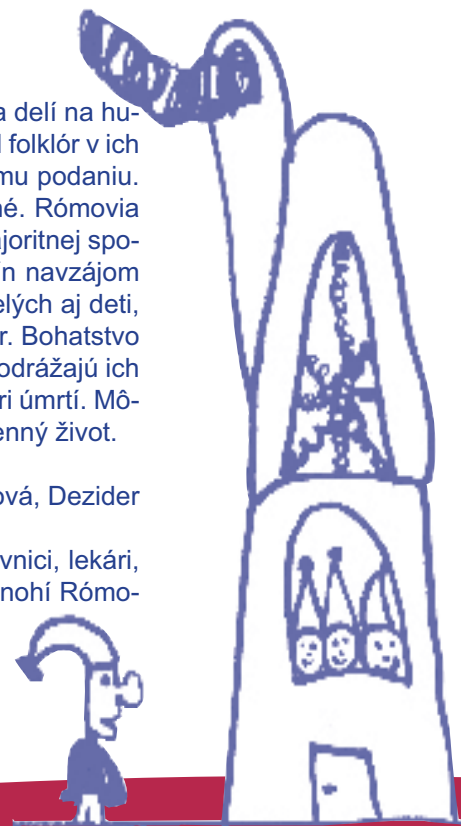 a delí na hu-
folklór v ich
mu podaniu.
né. Rómovia
ajoritnej spo-
ín navzájom
elých aj deti,
r. Bohatstvo
odrážajú ich
ri úmrtí. Mô-
enný život.
ová, Dezider
vnici, lekári,
nohí Rómo-